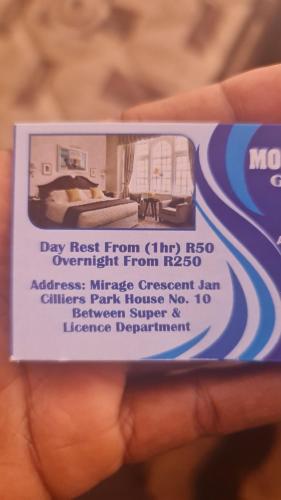 MO
G
A
Day Rest From (1hr) R50
Overnight From R250
Address: Mirage Crescent Jan
Cilliers Park House No. 10
Between Super &
Licence Department